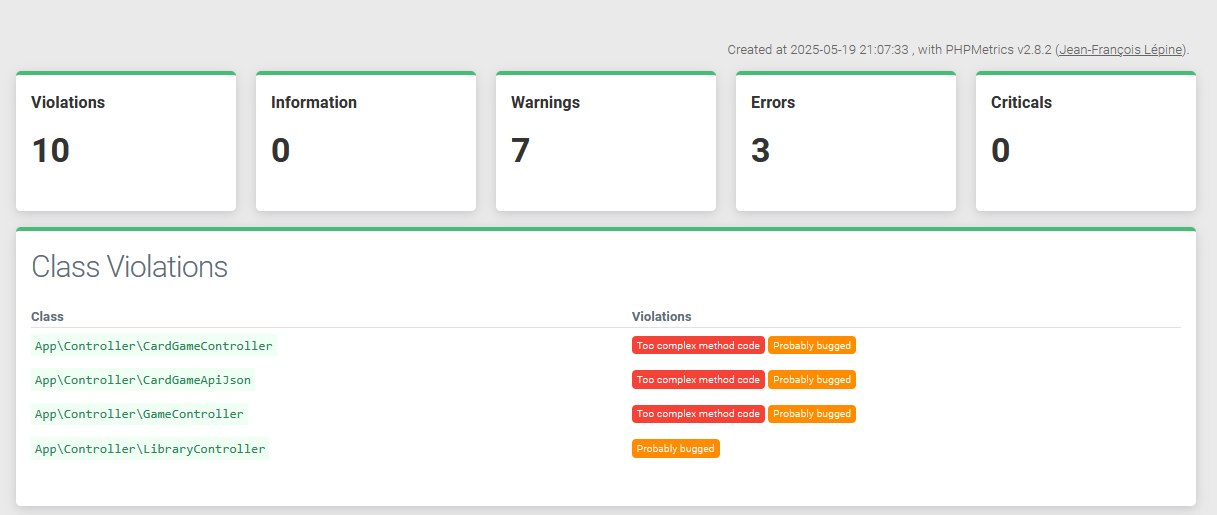 Created at 2025-05-19 21:07:33 , with PHPMetrics v2.8.2 (Jean-François Lépine).
Violations Information Warnings Errors Criticals
10 0 7 3 0
Class Violations
Class Violations
App\Controller\CardGameController Too complex method code Probably bugged
App\Controller\CardGameApiJson Too complex method code Probably bugged
App\Controller\GameController Too complex method code Probably bugged
App\Controller\LibraryController Probably bugged